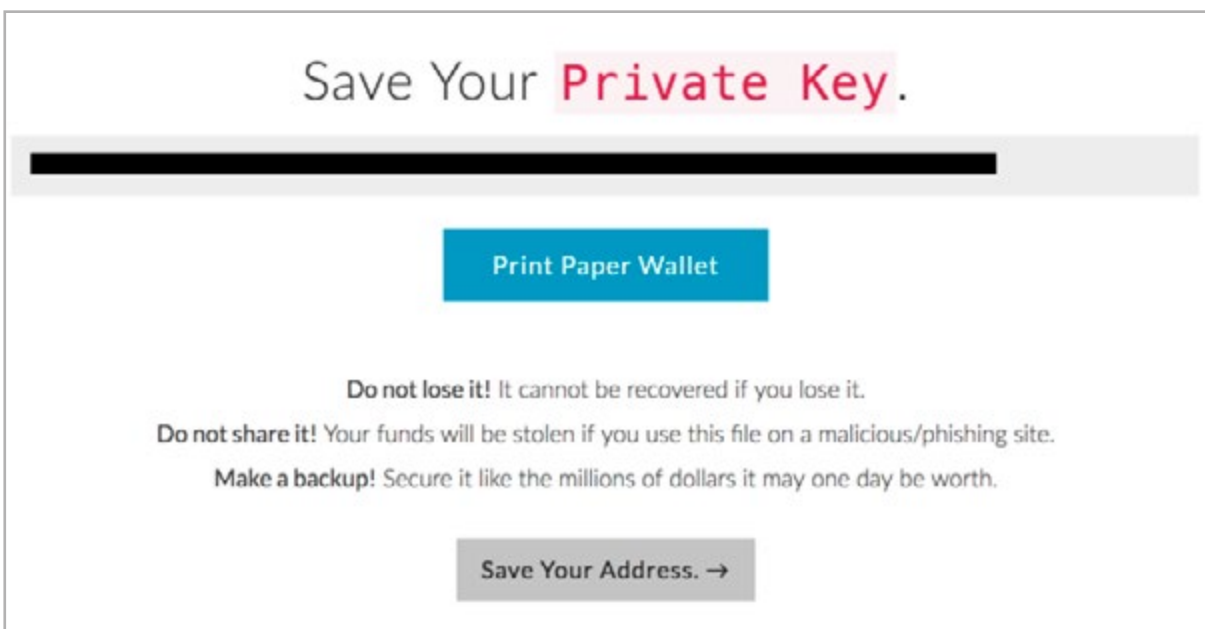 Save Your Private Key.
Print Paper Wallet
Do not lose it! It cannot be recovered if you lose it.
Do not share it! Your funds will be stolen if you use this file on a malicious/phishing site.
Make a backup! Secure it like the millions of dollars it may one day be worth.
Save Your Address. →